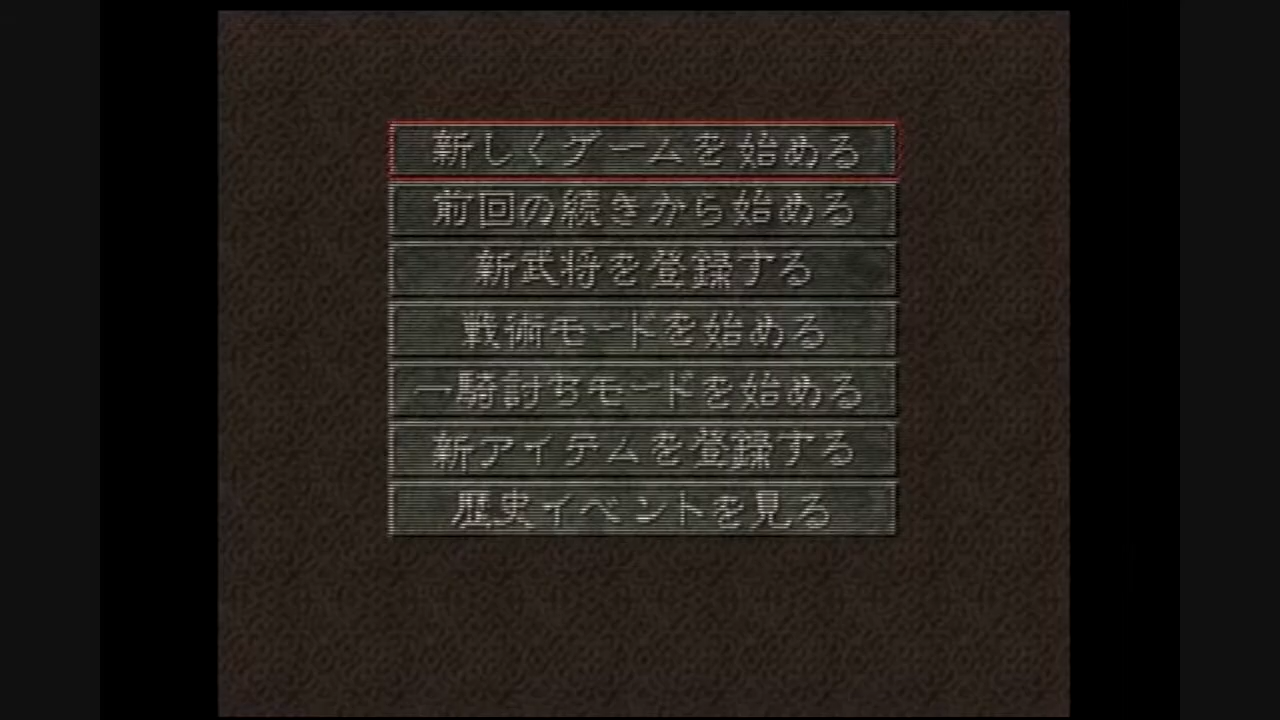 新しくゲームを始める
前回の続きから始める
新武将を登録する
戦術モードを始める
一騎討ちモードを始める
新アイテムを登録する
歴史イベントを見る